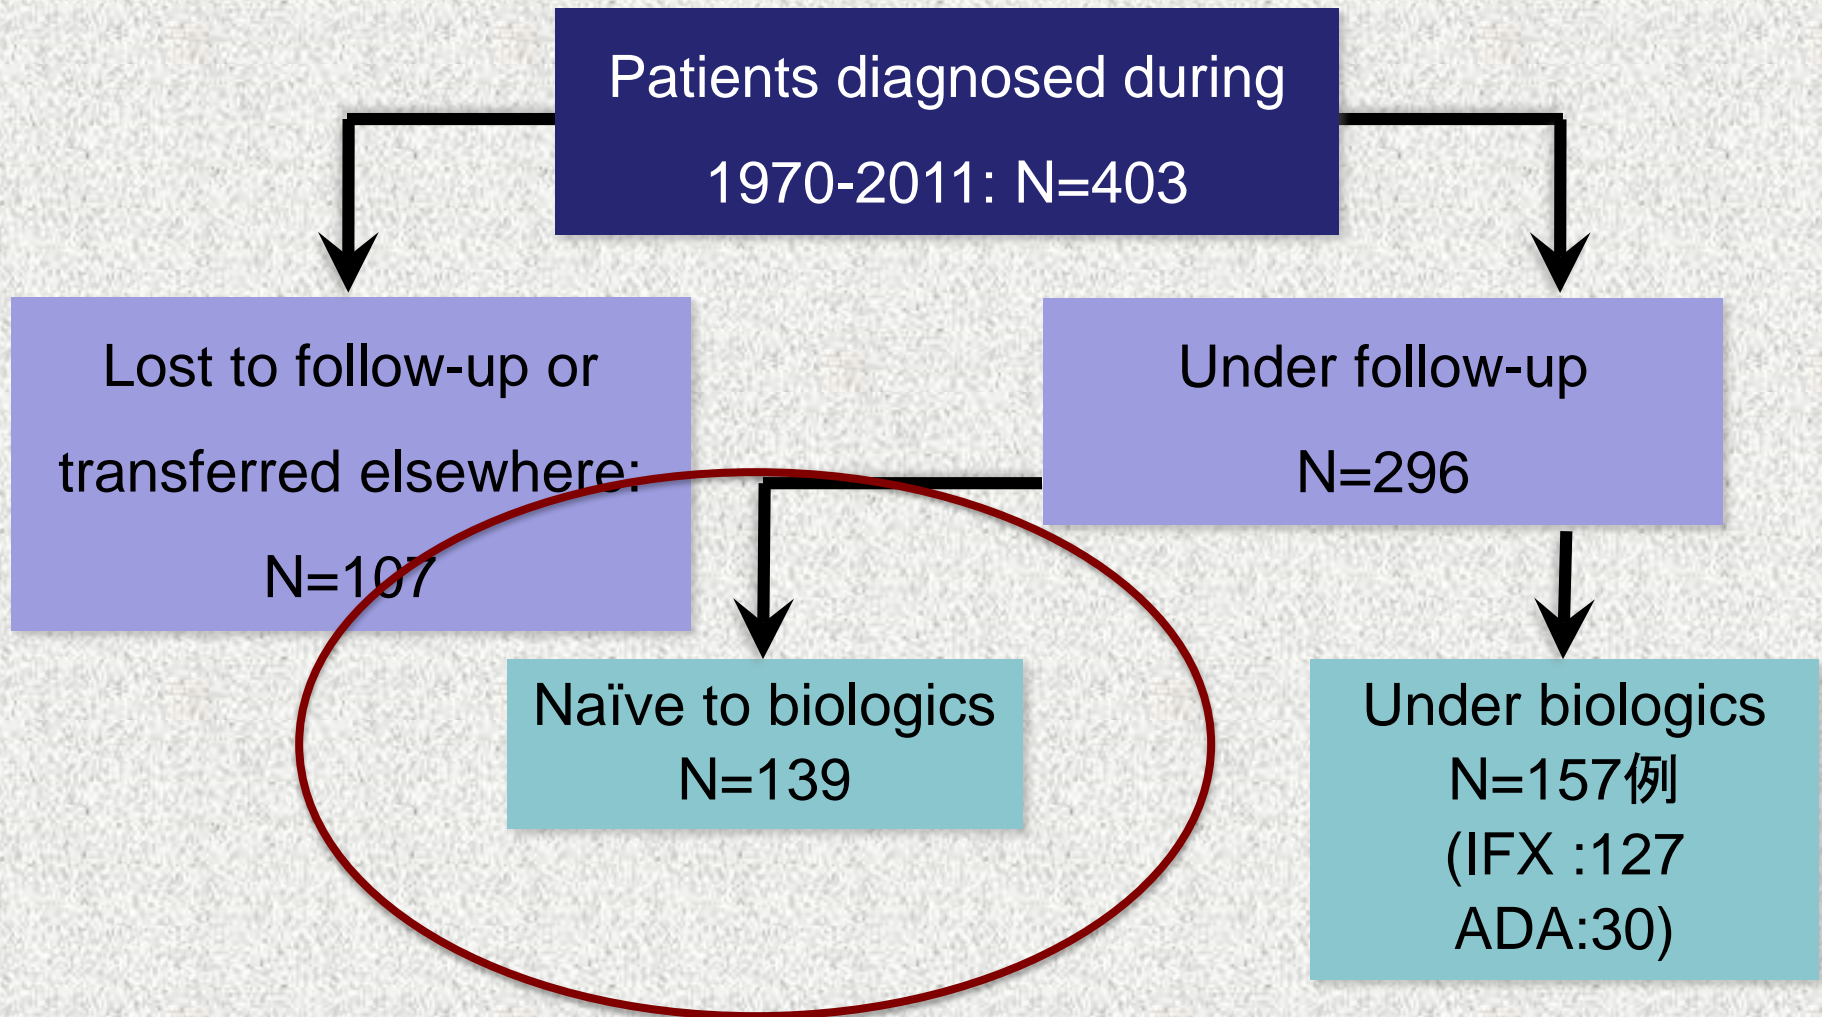 Patients diagnosed during
1970-2011: N=403
Lost to follow-up or
transferred elsewhere:
N=107
Under follow-up
N=296
Naïve to biologics
N=139
Under biologics
N=157例
(IFX :127
ADA:30)